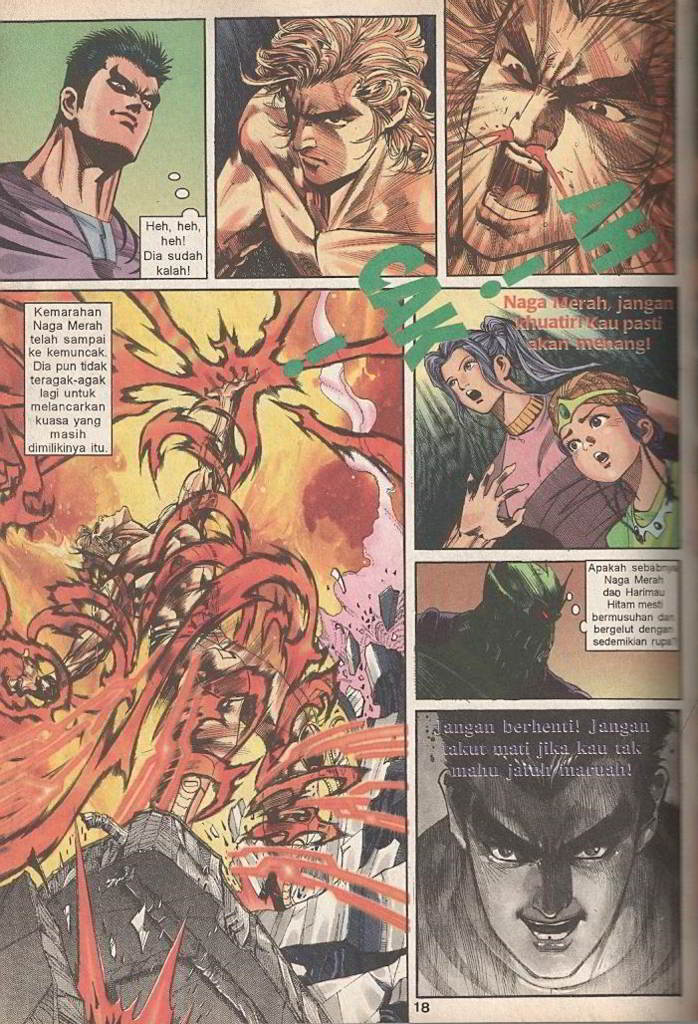 Heh, heh,
heh!
Dia sudah
kalah!
AH
!
CAK
!
!
Kemarahan
Naga Merah
telah sampai
ke kemuncak.
Dia pun tidak
teragak-agak
lagi untuk
melancarkan
kuasa yang
masih
dimilikinya itu.
Naga Merah, jangan
khuatiri Kau pasti
akan menang!
Apakah sebabnya
Naga Merah
dao Harimau
Hitam mesti
bermusuhan dan
bergelut dengan
sedemikian rupa?
Jangan berhenti! Jangan
takut mati jika kau tak
mahu jatuh maruah!
18